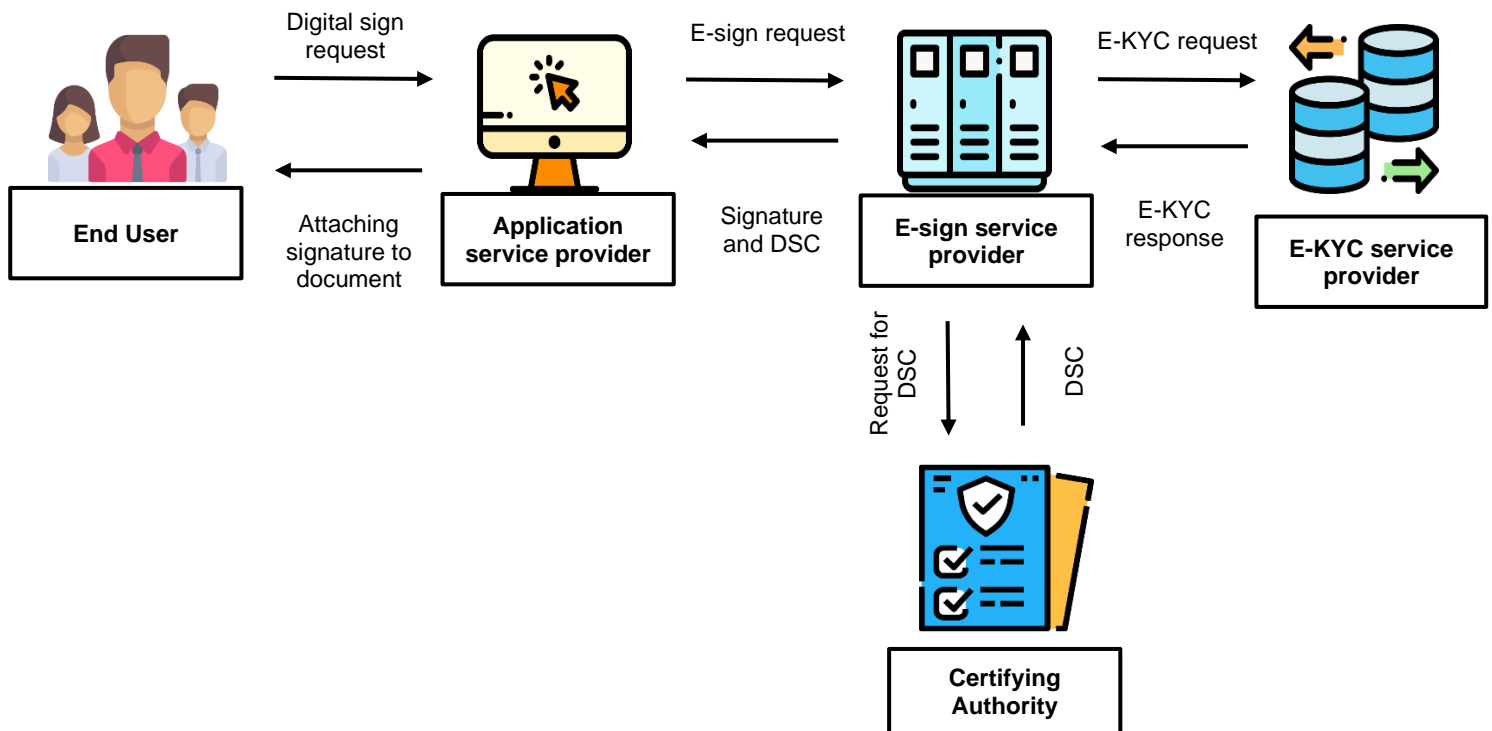 Digital sign
request
E-sign request
E-KYC request
End User
Attaching
signature to
document
Application
service provider
Signature
and DSC
E-sign service
provider
E-KYC
response
E-KYC service
provider
Request for
DSC
DSC
Certifying
Authority